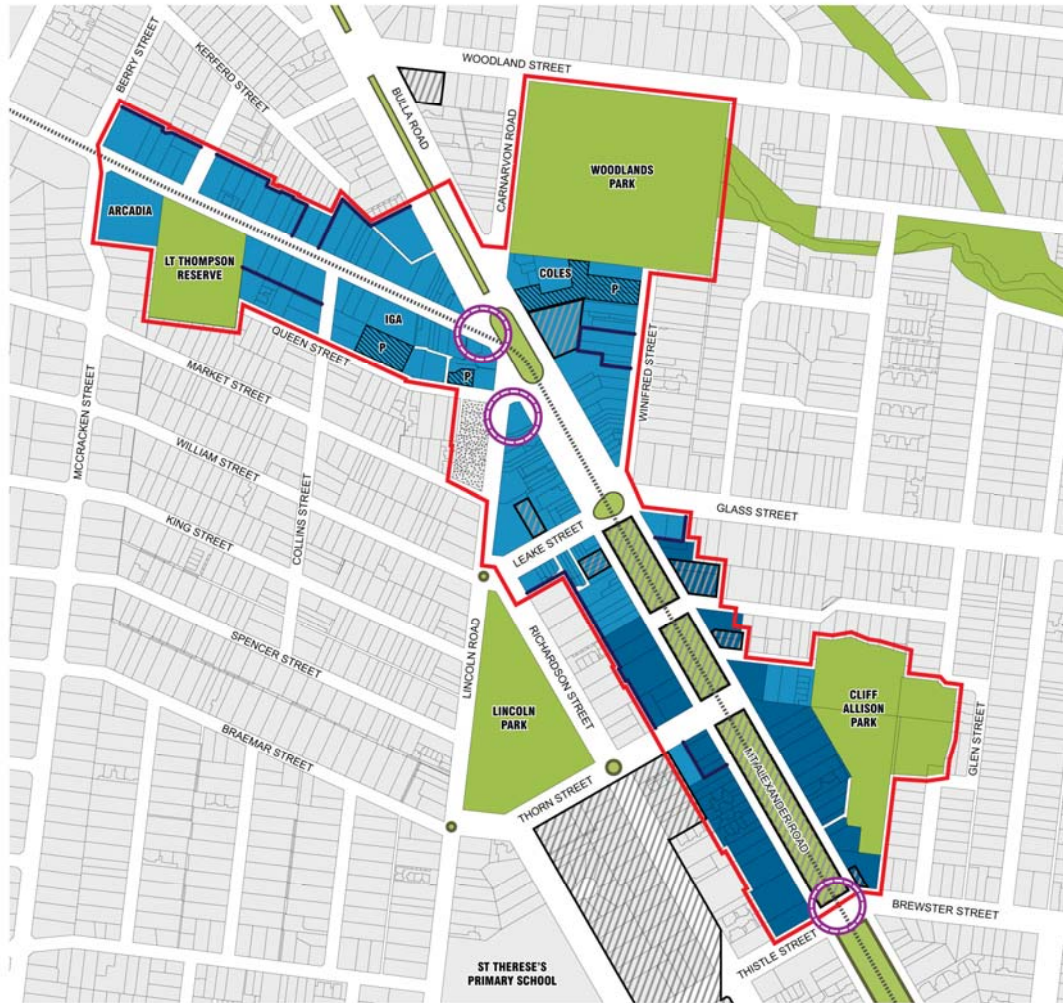 BERRY STREET
KERFERD STREET
BULLA ROAD
WOODLAND STREET
CARNARVON ROAD
WOODLANDS
PARK
ARCADIA
LT THOMPSON
RESERVE
COLES
P
IGA
P
P
QUEEN STREET
MARKET STREET
WINIFRED STREET
MCCRACKEN STREET
WILLIAM STREET
COLLINS STREET
KING STREET
GLASS STREET
LEAKE STREET
SPENCER STREET
LINCOLN ROAD
RICHARDSON STREET
LINCOLN
PARK
BRAEMAR STREET
THORN STREET
CLIFF
ALLISON
PARK
GLEN STREET
MT ALEXANDER ROAD
BREWSTER STREET
THISTLE STREET
ST THERESE'S
PRIMARY SCHOOL